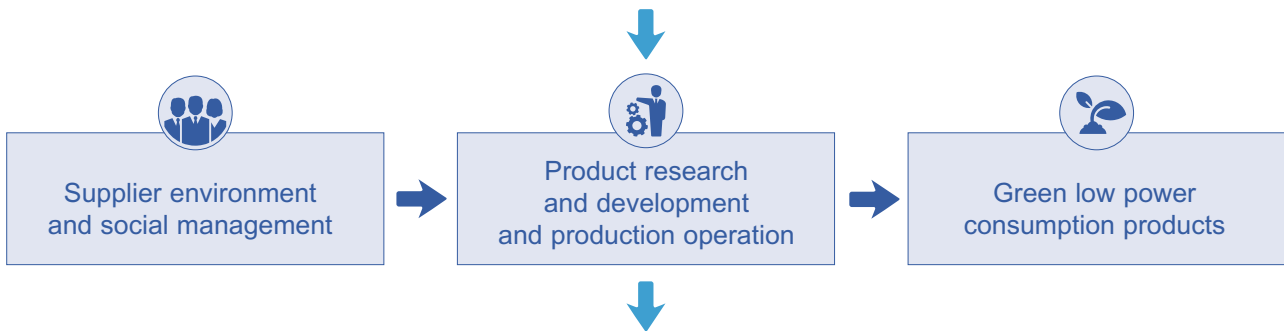 Supplier environment
and social management
Product research
and development
and production operation
Green low power
consumption products